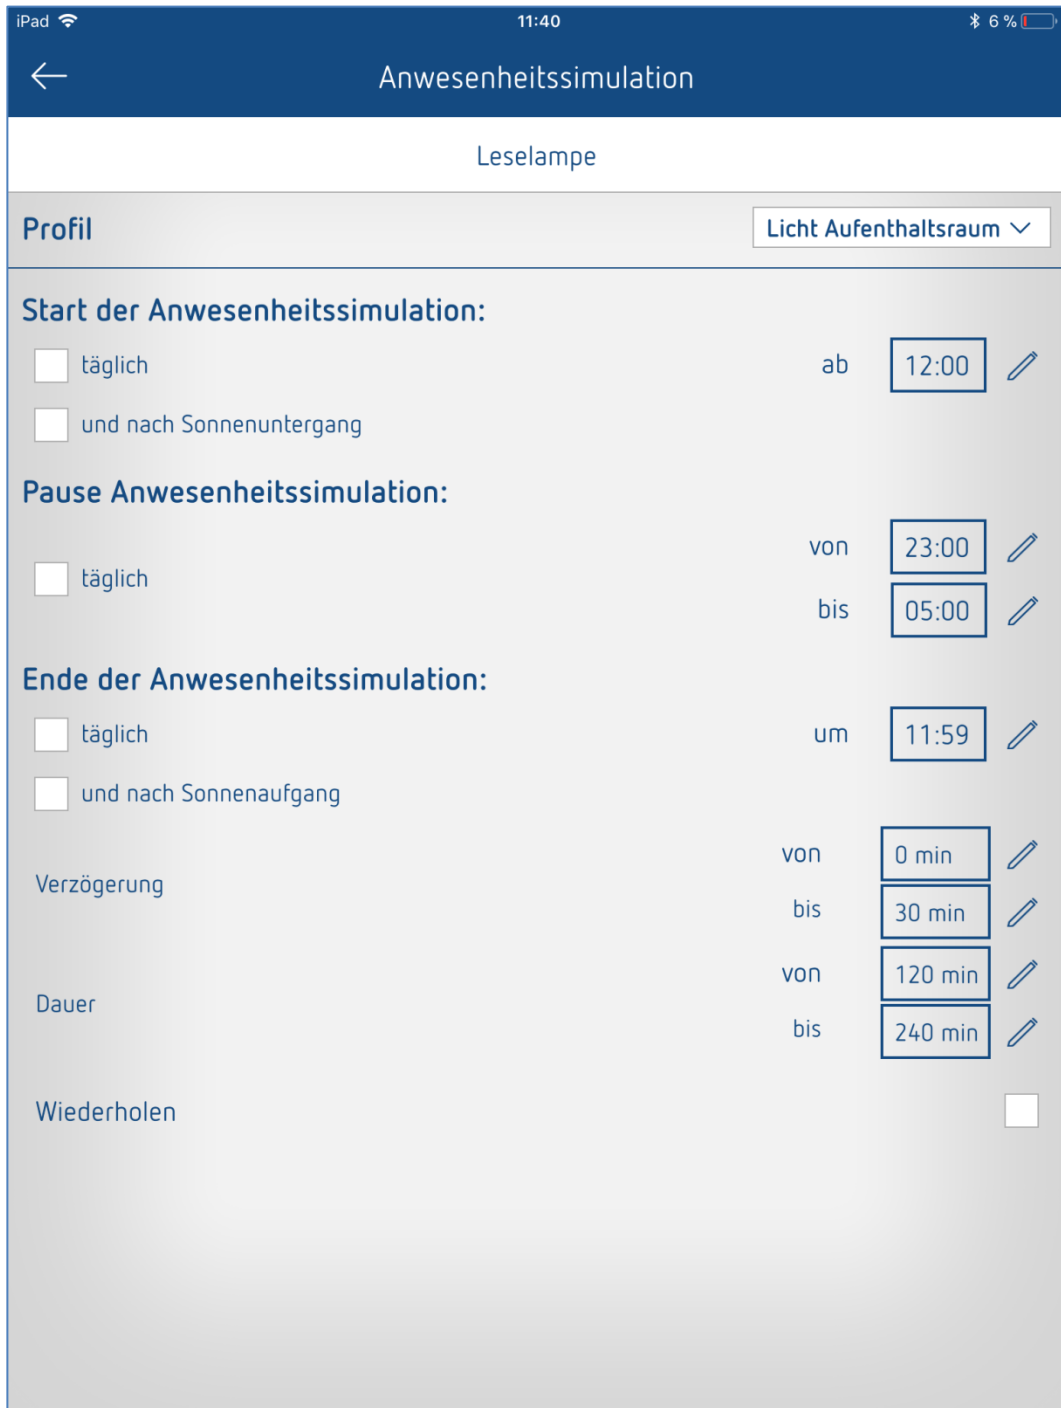 iPad 11:40 6 %
Anwesenheitssimulation
Leselampe
Profil Licht Aufenthaltsraum
Start der Anwesenheitssimulation:
täglich ab 12:00
und nach Sonnenuntergang
Pause Anwesenheitssimulation:
von 23:00
täglich
bis 05:00
Ende der Anwesenheitssimulation:
täglich um 11:59
und nach Sonnenaufgang
von 0 min
Verzögerung
bis 30 min
von 120 min
Dauer
bis 240 min
Wiederholen